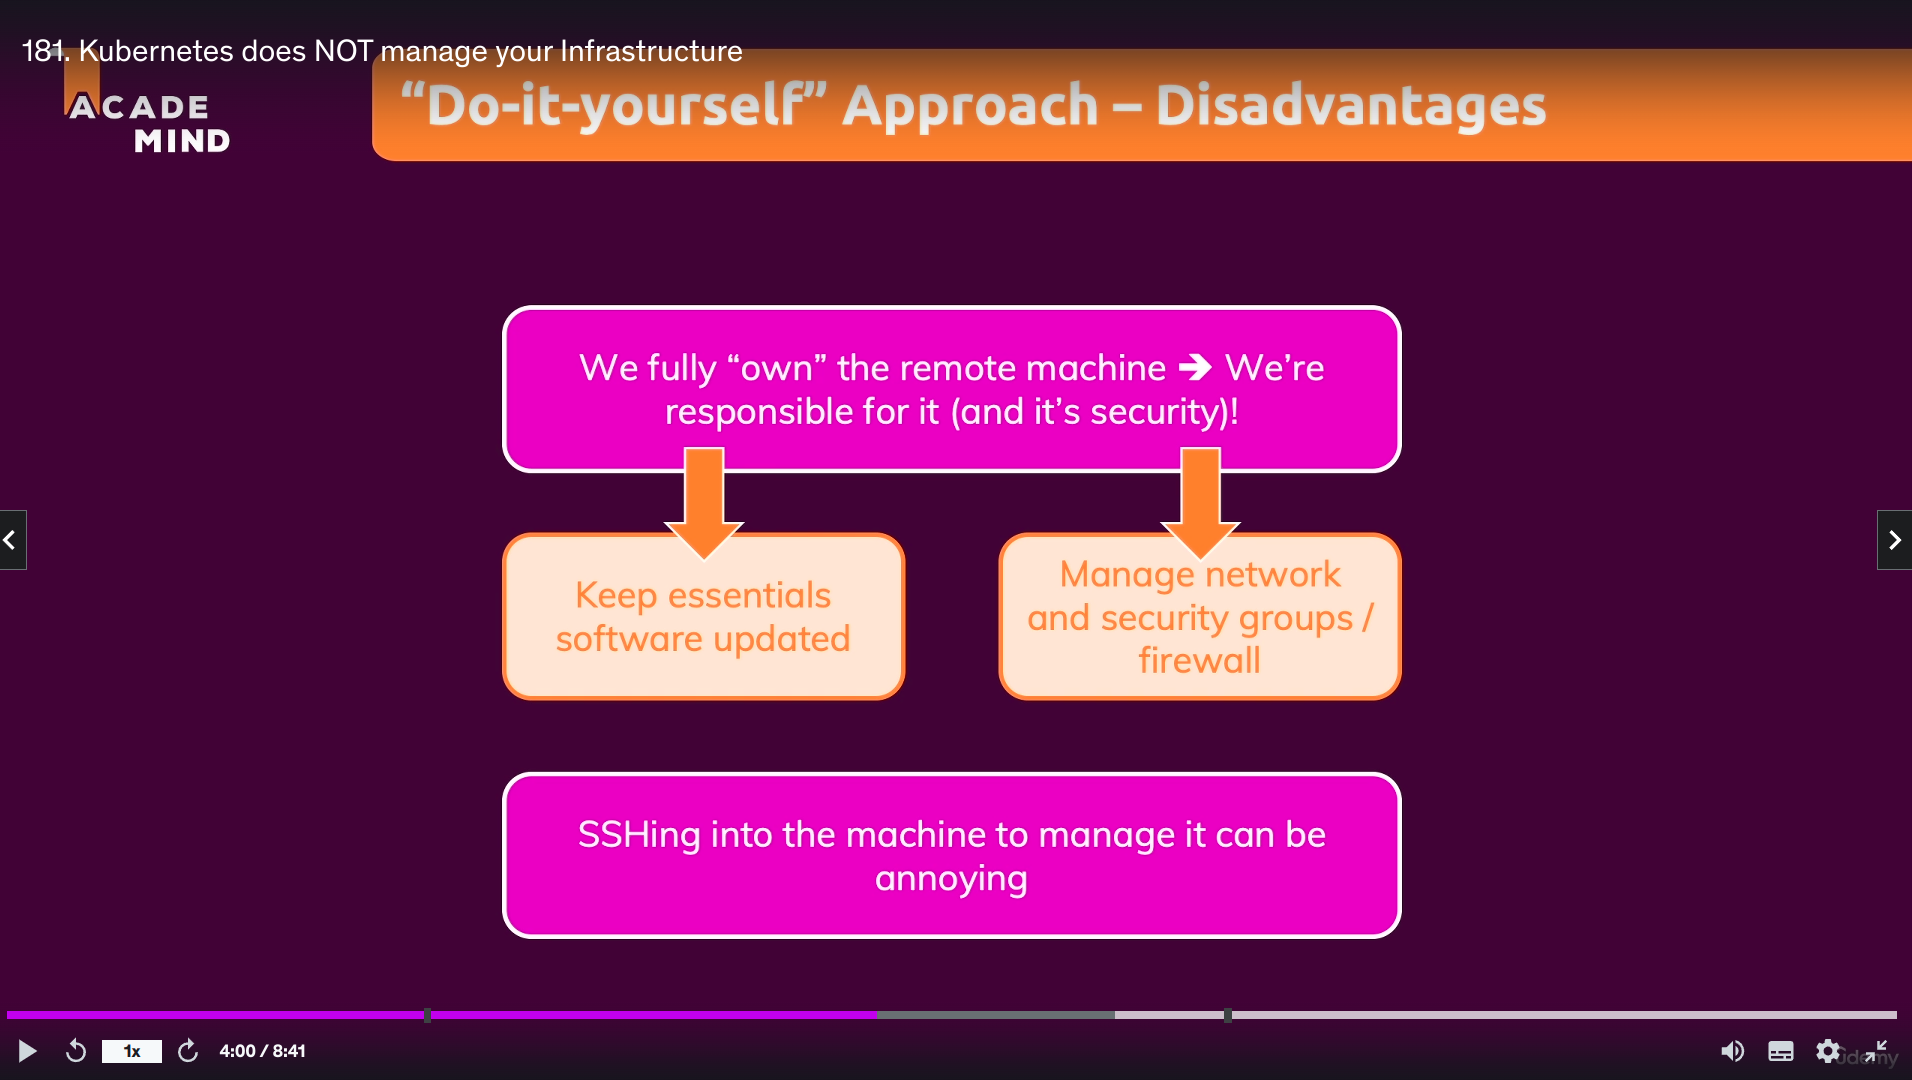 181. Kubernetes does NOT manage your Infrastructure
ACADE
MIND
“Do-it-yourself” Approach – Disadvantages
We fully “own” the remote machine ➔ We’re
responsible for it (and it’s security)!
Keep essentials
software updated
Manage network
and security groups /
firewall
SSHing into the machine to manage it can be
annoying
1x
4:00 / 8:41
Udemy